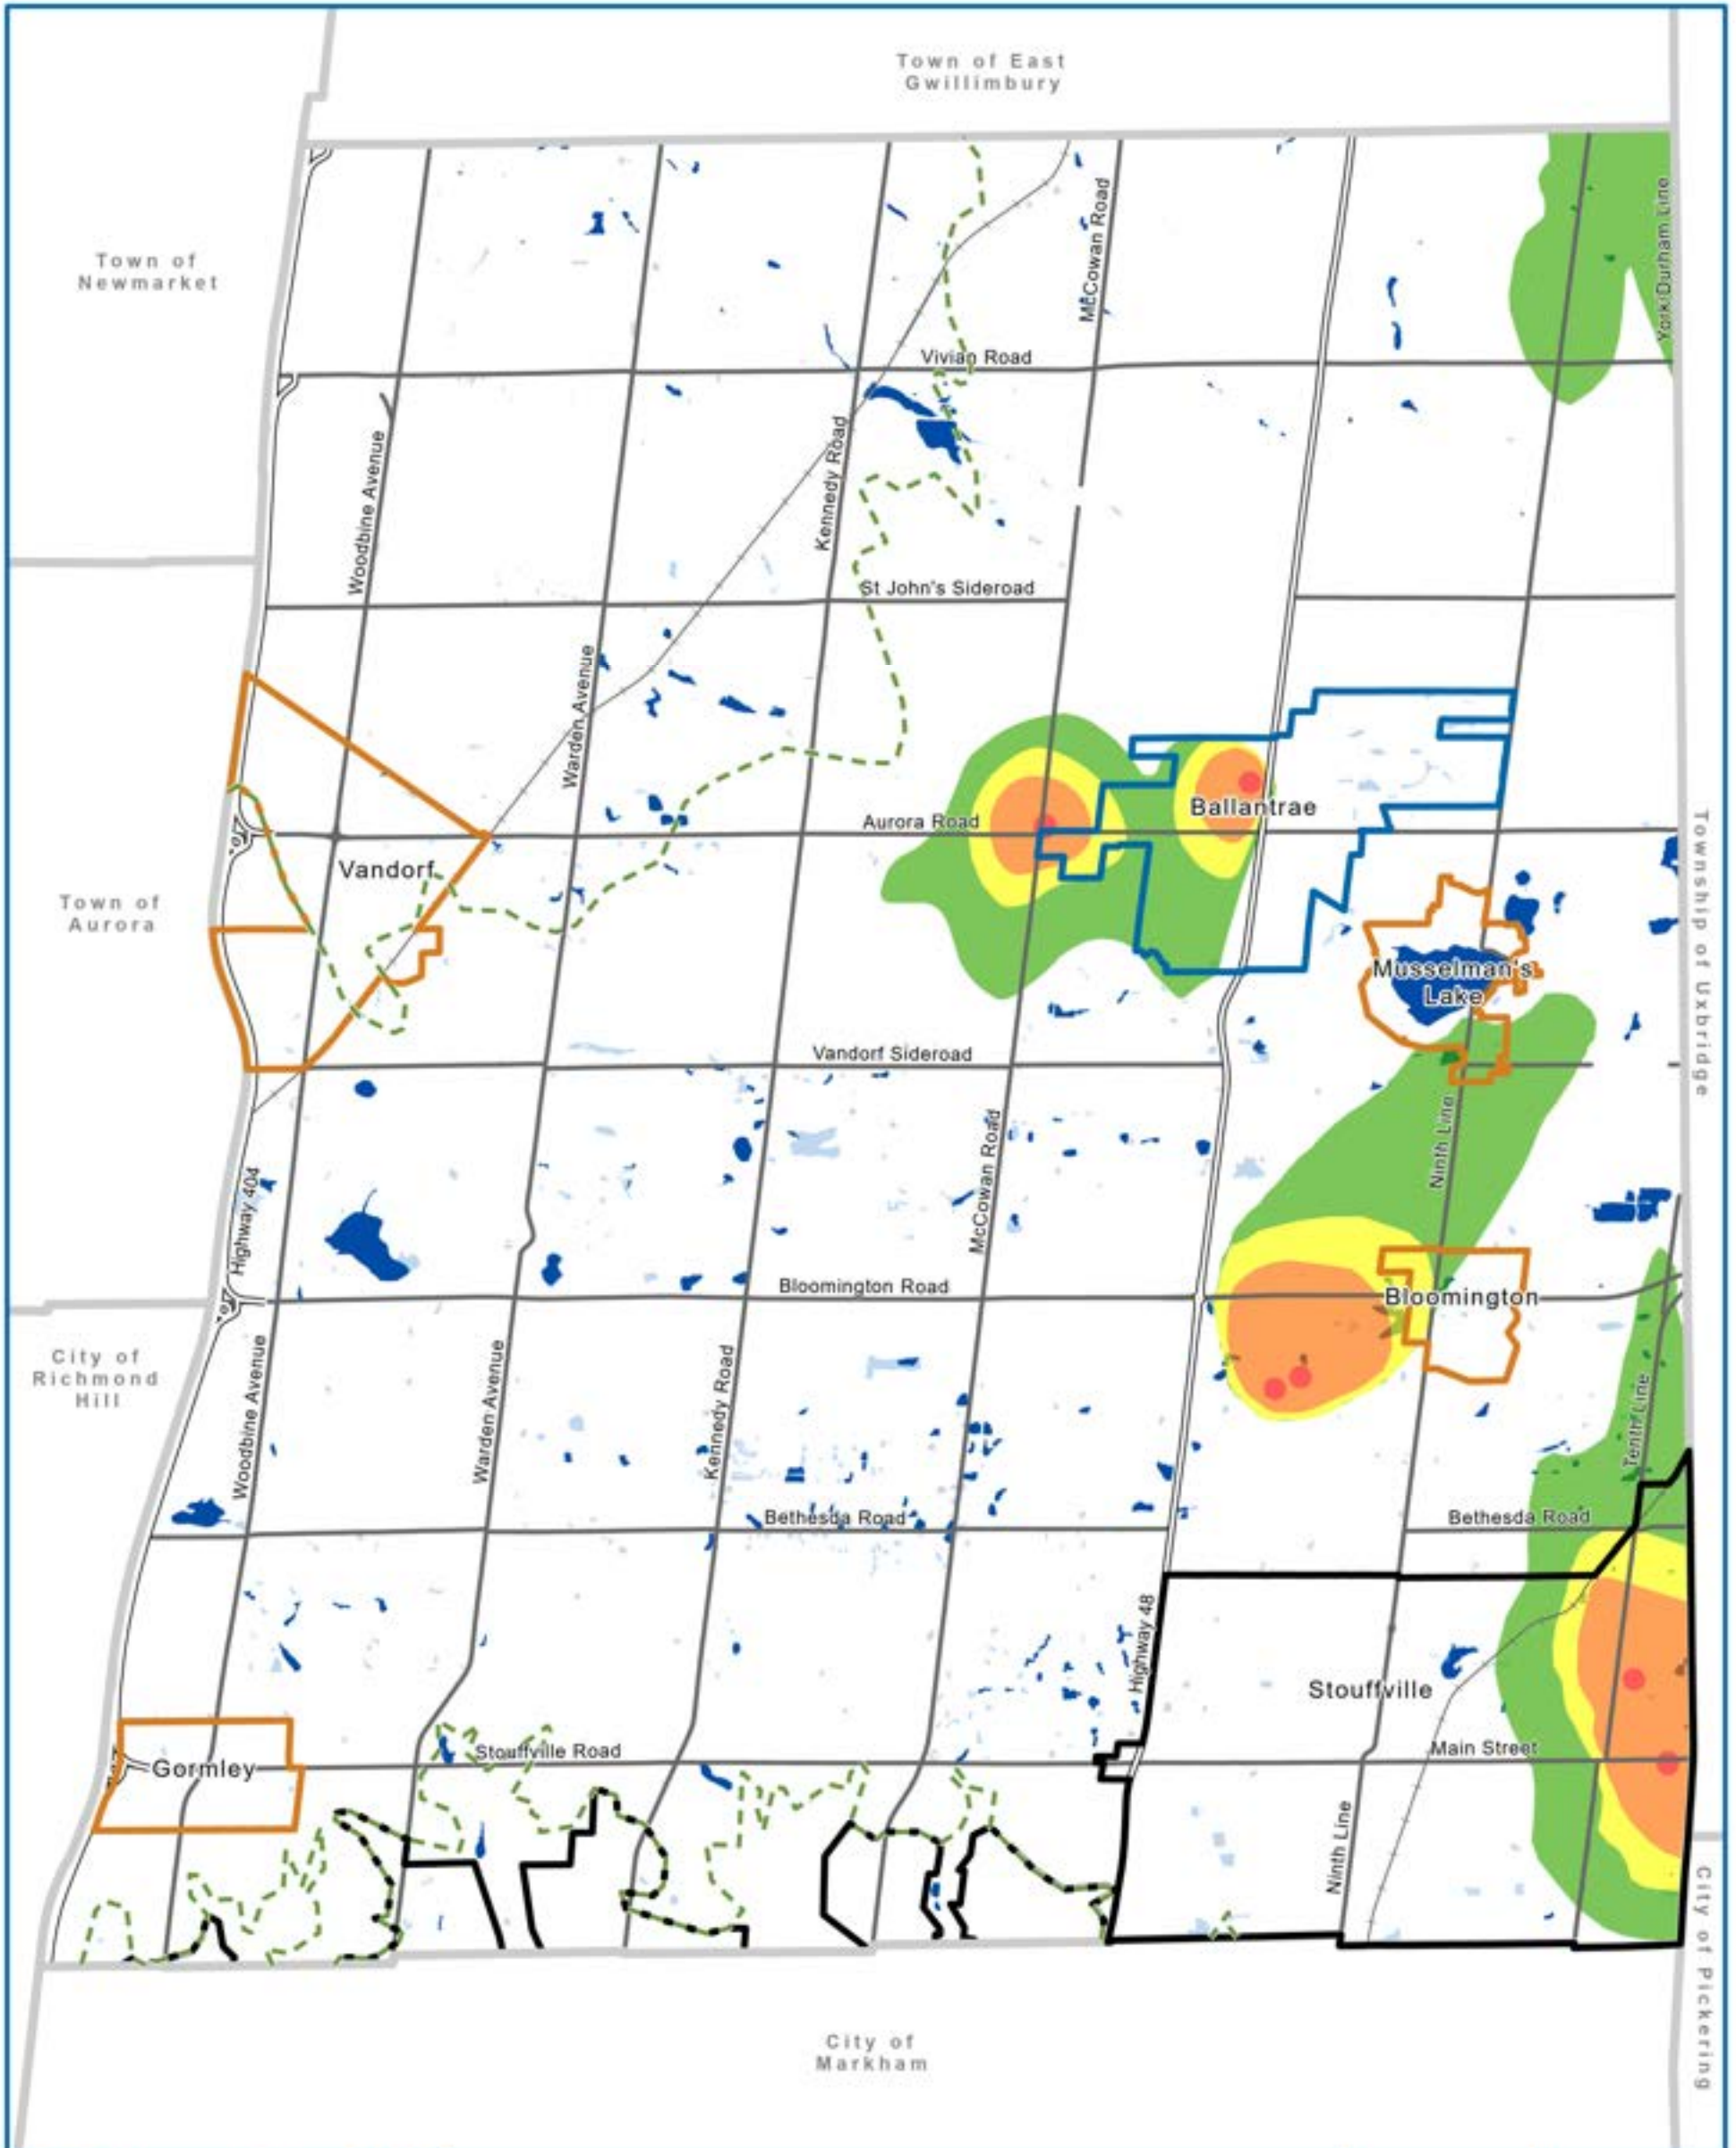 Town of East
Gwillimbury
Town of
Newmarket
McCowan Road
York/Durham Line
Vivian Road
Woodbine Avenue
Kennedy Road
St John's Sideroad
Warden Avenue
Aurora Road
Ballantrae
Vandorf
Town of
Aurora
Township of Uxbridge
Musselman's
Lake
Vandorf Sideroad
Ninth Line
McCowan Road
Highway 404
Bloomington Road
Bloomington
City of
Richmond
Hill
Woodbine Avenue
Warden Avenue
Kennedy Road
Tenth Line
Bethesda Road
Bethesda Road
Highway 48
Stouffville
Stouffville Road
Main Street
Gormley
Ninth Line
City of Pickering
City of
Markham